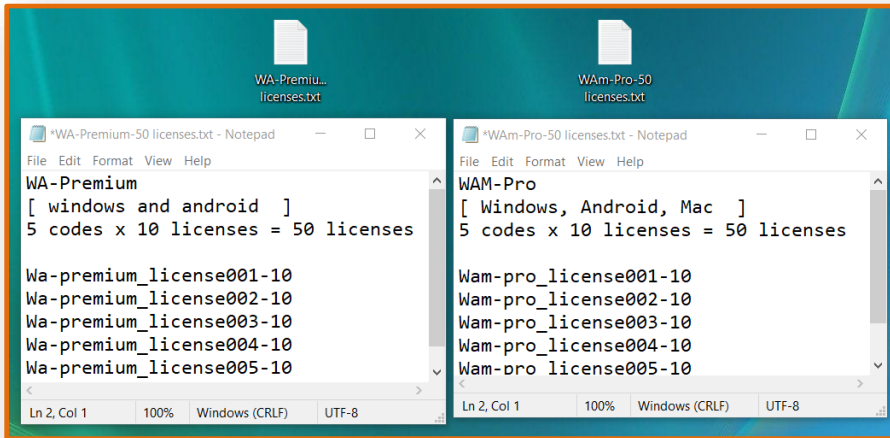 WA-Premiu...
licenses.txt
WAm-Pro-50
licenses.txt
*WA-Premium-50 licenses.txt - Notepad
File Edit Format View Help
WA-Premium
[ windows and android  ]
5 codes x 10 licenses = 50 licenses
Wa-premium_license001-10
Wa-premium_license002-10
Wa-premium_license003-10
Wa-premium_license004-10
Wa-premium_license005-10
Ln 2, Col 1 100% Windows (CRLF) UTF-8
*WAm-Pro-50 licenses.txt - Notepad
File Edit Format View Help
WAM-Pro
[ Windows, Android, Mac  ]
5 codes x 10 licenses = 50 licenses
Wam-pro_license001-10
Wam-pro_license002-10
Wam-pro_license003-10
Wam-pro_license004-10
Wam-pro_license005-10
Ln 2, Col 1 100% Windows (CRLF) UTF-8